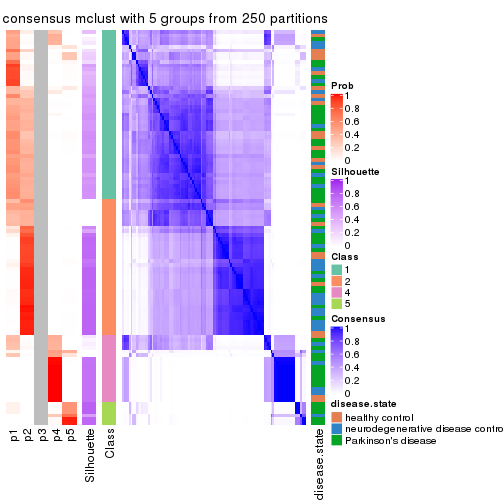 consensus mclust with 5 groups from 250 partitions
Prob
1
0.8
0.6
0.4
0.2
0
Silhouette
1
0.8
0.6
0.4
0.2
0
Class
1
2
4
5
Consensus
1
0.8
0.6
0.4
0.2
0
disease.state
healthy control
neurodegenerative disease contro
Parkinson's disease
p1
p2
p3
p4
p5
Silhouette
Class
disease.state